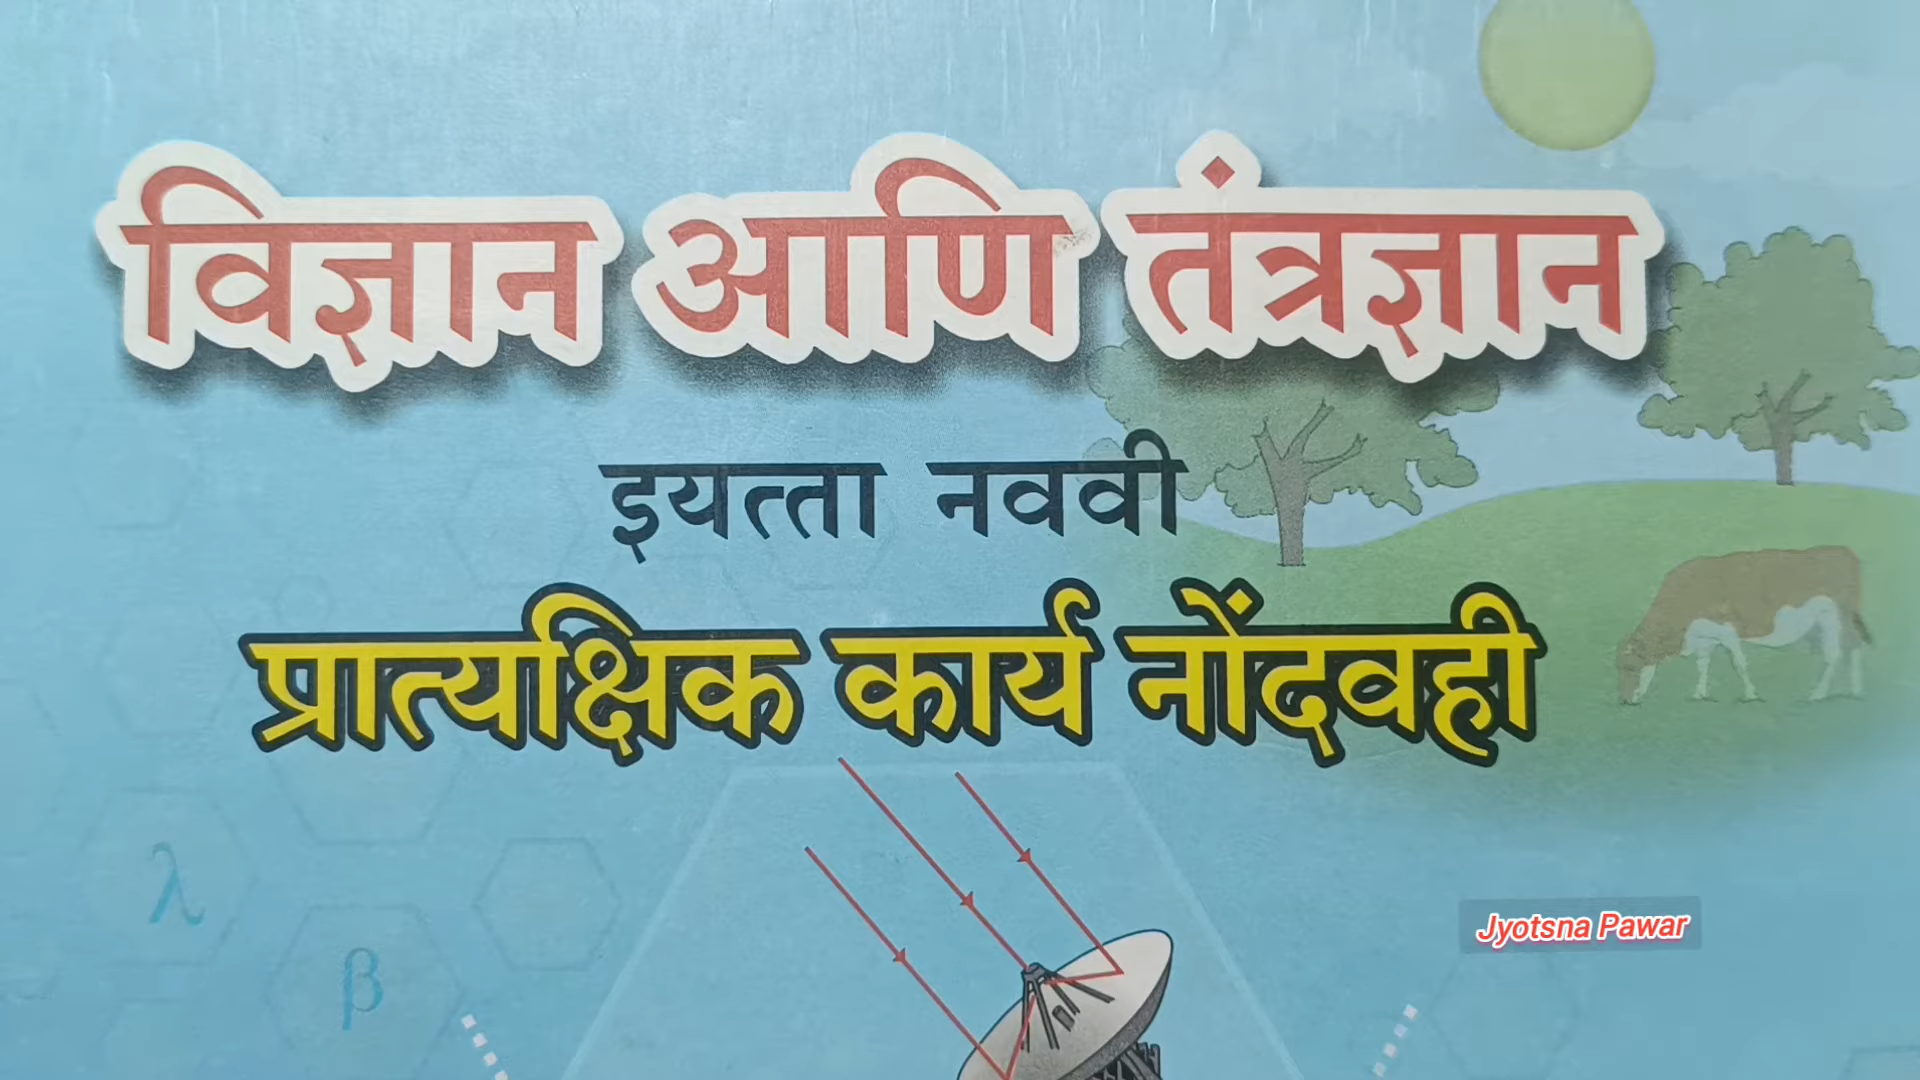 विज्ञान आणि तंत्रज्ञान
इयत्ता नववी
प्रात्यक्षिक कार्य नोंदवही
λ
β
Jyotsna Pawar